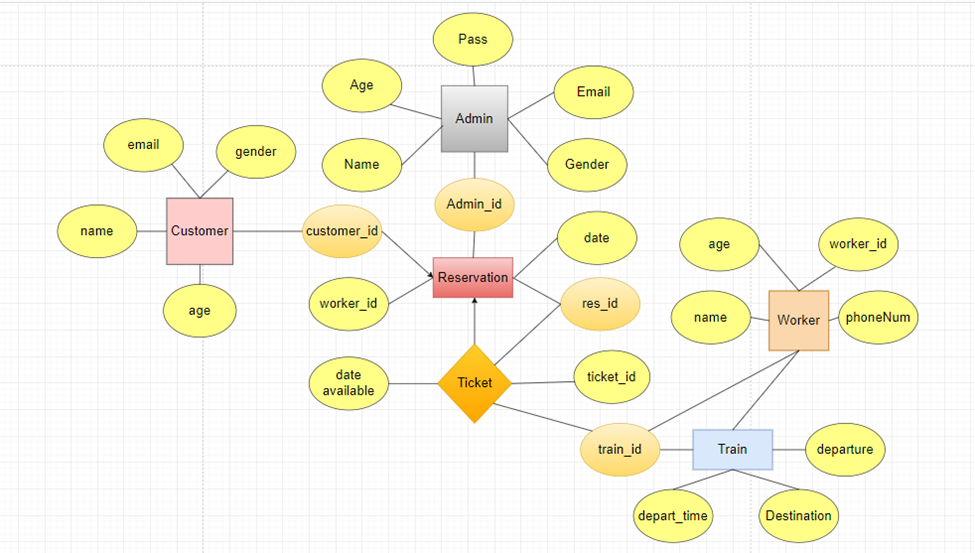 Pass
Age
Email
Admin
email
gender
Name
Gender
Admin_id
name
Customer
customer_id
date
age
worker_id
Reservation
worker_id
res_id
age
name
Worker
phoneNum
date
available
Ticket
ticket_id
train_id
Train
departure
depart_time
Destination